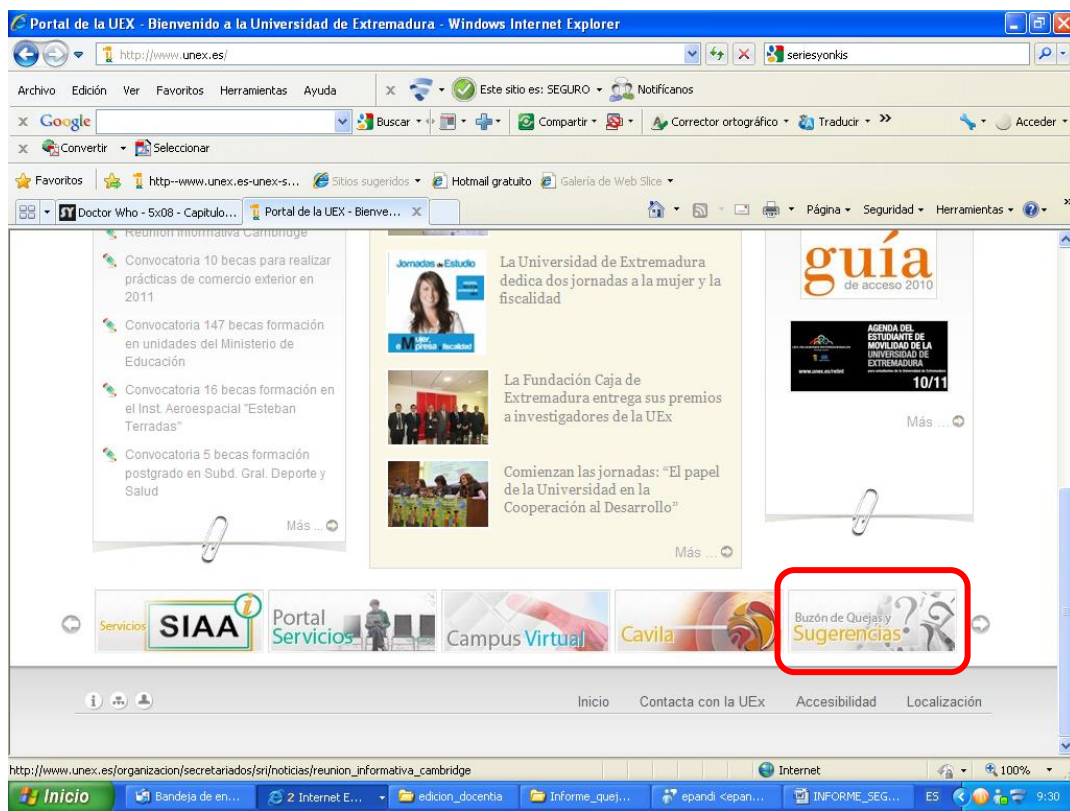 Portal de la UEX - Bienvenido a la Universidad de Extremadura - Windows Internet Explorer
http://www.unex.es/
seriesyonkis
Archivo Edición Ver Favoritos Herramientas Ayuda
x Este sitio es: SEGURO Notifícanos
x Google Buscar Compartir Corrector ortográfico Traducir » Acceder
x Convertir Seleccionar
Favoritos http--www.unex.es-unex-s... Sitios sugeridos Hotmail gratuito Galería de Web Slice
Doctor Who - 5x08 - Capitulo... Portal de la UEX - Bienve... X Página Seguridad Herramientas »
Reunión Informativa Cambridge
Convocatoria 10 becas para realizar
prácticas de comercio exterior en
2011
Convocatoria 147 becas formación
en unidades del Ministerio de
Educación
Convocatoria 16 becas formación en
el Inst. Aeroespacial "Esteban
Terradas"
Convocatoria 5 becas formación
postgrado en Subd. Gral. Deporte y
Salud
Más ...
Jornadas de Estudio
Mujer,
empresa y fiscalidad
La Universidad de Extremadura
dedica dos jornadas a la mujer y la
fiscalidad
La Fundación Caja de
Extremadura entrega sus premios
a investigadores de la
UEx
Comienzan las jornadas: “El papel
de la Universidad en la
Cooperación al Desarrollo”
Más ...
guía
de acceso 2010
AGENDA DEL
ESTUDIANTE DE
MOVILIDAD DE LA
UNIVERSIDAD DE
EXTREMADURA
www.unex.es/relint
10/11
Más ...
Servicios SIAA
Portal
Servicios
Campus Virtual
Cavila
Buzón de Quejas y
Sugerencias
Inicio Contacta con la UEx Accesibilidad Localización
http://www.unex.es/organizacion/secretariados/sri/noticias/reunion_informativa_cambridge
Internet 100%
Inicio Bandeja de en... 2 Internet E... edicion_docentia Informe_quej... epandi <epan... INFORME_SEG... ES 9:30